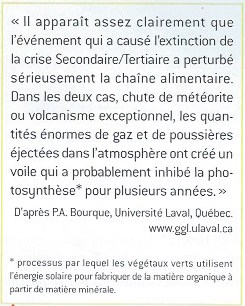 « Il apparaît assez clairement que
l'événement qui a causé l'extinction de
la crise Secondaire/Tertiaire a perturbé
sérieusement la chaîne alimentaire.
Dans les deux cas, chute de météorite
ou volcanisme exceptionnel, les quan-
tités énormes de gaz et de poussières
éjectées dans l'atmosphère ont créé un
voile qui a probablement inhibé la pho-
tosynthèse* pour plusieurs années. »
D'après P.A. Bourque, Université Laval, Québec.
www.ggl.ulaval.ca
* processus par lequel les végétaux verts utilisent
l'énergie solaire pour fabriquer de la matière organique à
partir de matière minérale.